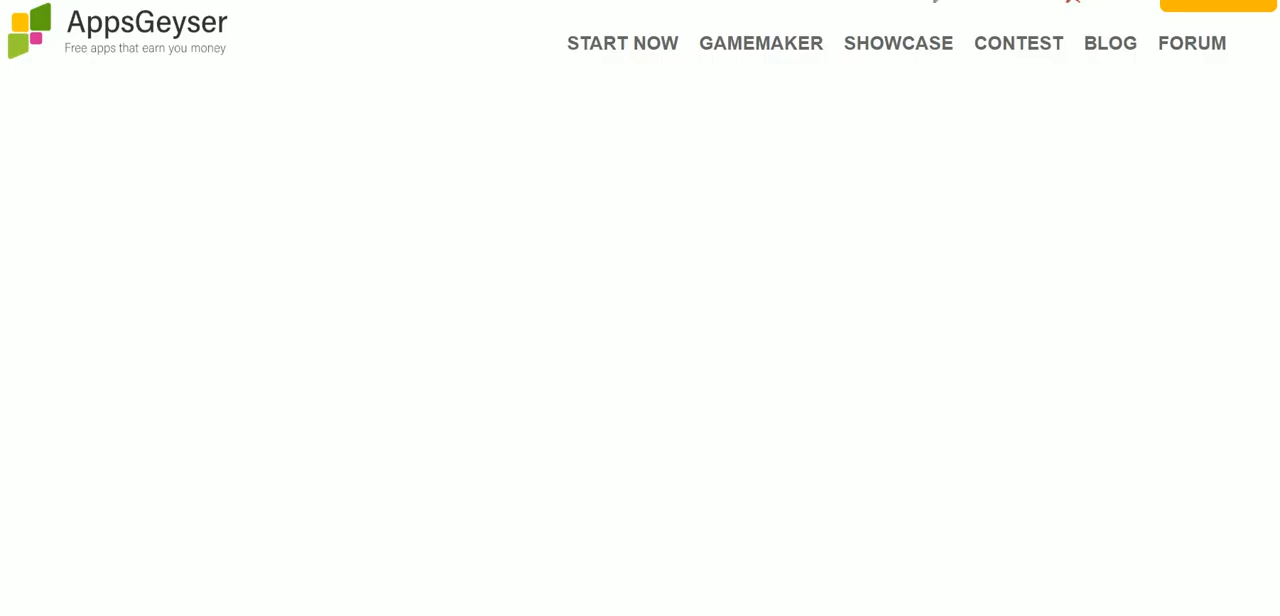 AppsGeyser
Free apps that earn you money
START NOW GAMEMAKER SHOWCASE CONTEST BLOG FORUM